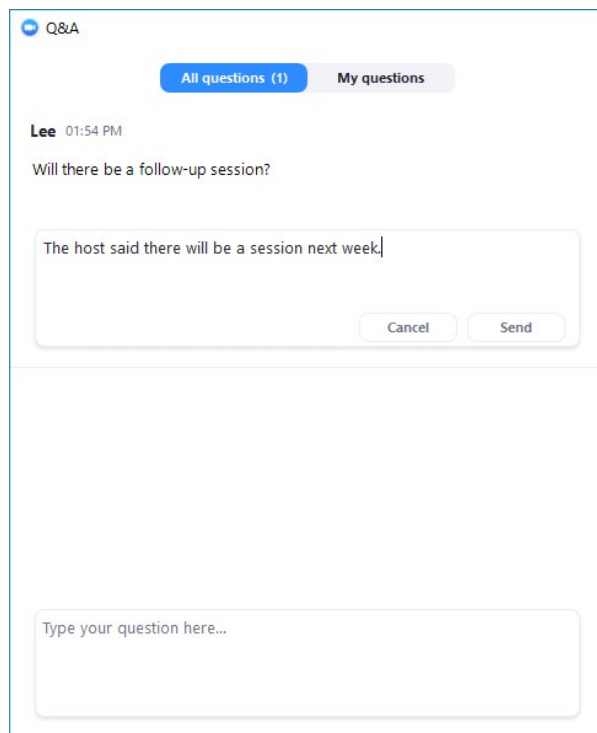 Q&A
All questions (1) My questions
Lee 01:54 PM
Will there be a follow-up session?
The host said there will be a session next week.
Cancel Send
Type your question here...